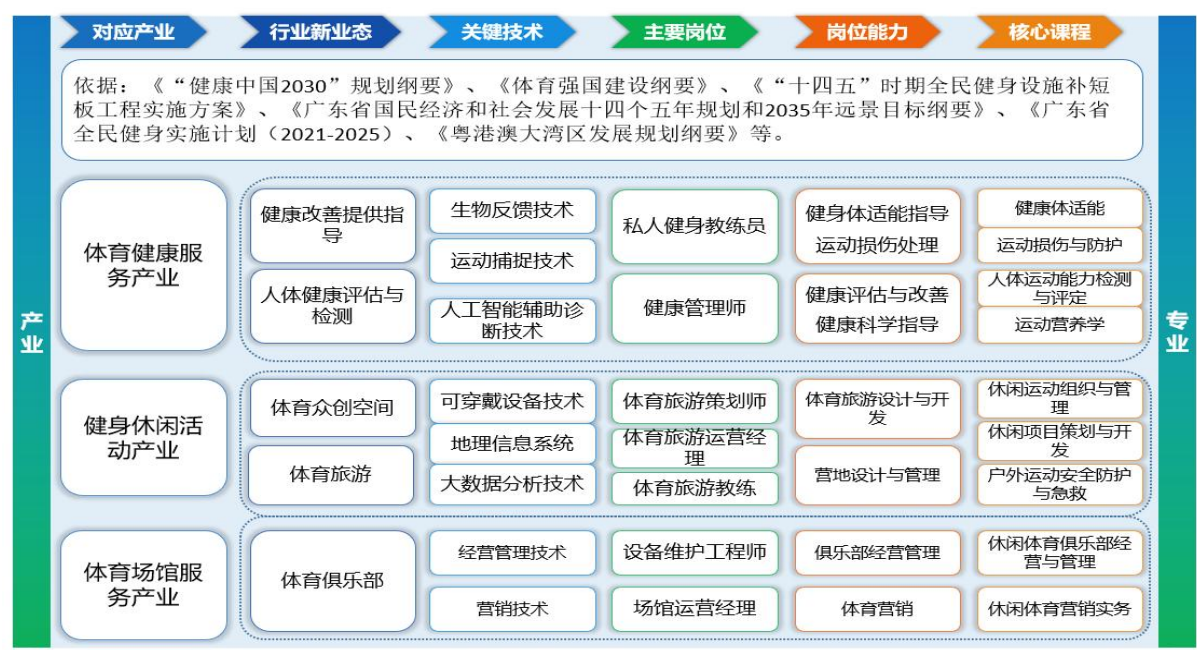 对应产业
行业新业态
关键技术
主要岗位
岗位能力
核心课程
依据：《“健康中国2030”规划纲要》、《体育强国建设纲要》、《“十四五”时期全民健身设施补短
板工程实施方案》、《广东省国民经济和社会发展十四个五年规划和2035年远景目标纲要》、《广东省
全民健身实施计划（2021-2025）、《粤港澳大湾区发展规划纲要》等。
产
业
体育健康服
务产业
健康改善提供指
导
人体健康评估与
检测
生物反馈技术
运动捕捉技术
人工智能辅助诊
断技术
私人健身教练员
健康管理师
健身体适能指导
运动损伤处理
健康评估与改善
健康科学指导
健康体适能
运动损伤与防护
人体运动能力检测
与评定
运动营养学
健身休闲活
动产业
体育众创空间
体育旅游
可穿戴设备技术
地理信息系统
大数据分析技术
体育旅游策划师
体育旅游运营经
理
体育旅游教练
体育旅游设计与开
发
营地设计与管理
休闲运动组织与管
理
休闲项目策划与开
发
户外运动安全防护
与急救
体育场馆服
务产业
体育俱乐部
经营管理技术
营销技术
设备维护工程师
场馆运营经理
俱乐部经营管理
体育营销
休闲体育俱乐部经
营与管理
休闲体育营销实务
专
业